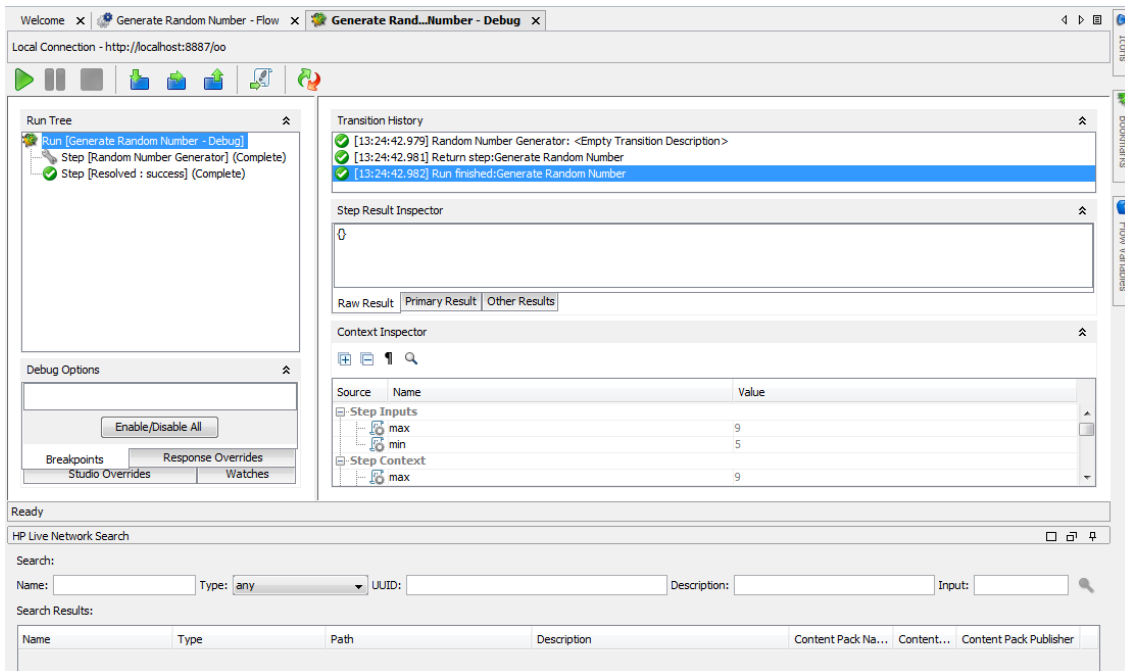 Welcome
Generate Random Number - Flow
Generate Rand...Number - Debug
Local Connection - http://localhost:8887/oo
Icons
Bookmarks
Flow Variables
Run Tree
Run [Generate Random Number - Debug]
Step [Random Number Generator] (Complete)
Step [Resolved : success] (Complete)
Transition History
[13:24:42.979] Random Number Generator: <Empty Transition Description>
[13:24:42.981] Return step:Generate Random Number
[13:24:42.982] Run finished:Generate Random Number
Step Result Inspector
{}
Raw Result Primary Result Other Results
Context Inspector
Source Name Value
Step Inputs
max 9
min 5
Step Context
max 9
Debug Options
Enable/Disable All
Breakpoints Response Overrides
Studio Overrides Watches
Ready
HP Live Network Search
Search:
Name: Type: any UUID: Description: Input:
Search Results:
Name Type Path Description Content Pack Na... Content... Content Pack Publisher